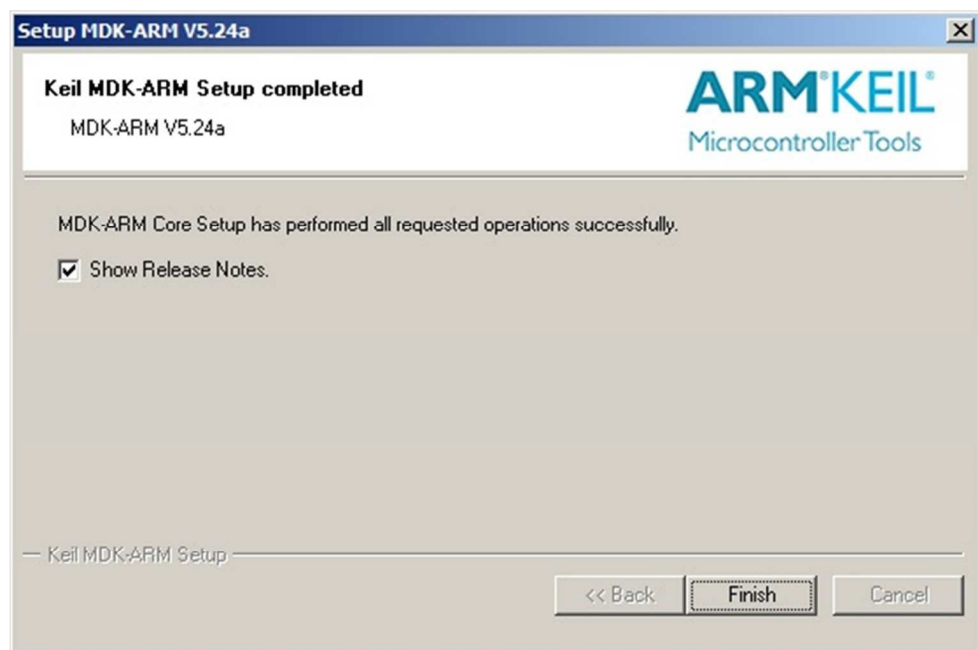 Setup MDK-ARM V5.24a
Keil MDK-ARM Setup completed
MDK-ARM V5.24a
ARM®KEIL®
Microcontroller Tools
MDK-ARM Core Setup has performed all requested operations successfully.
Show Release Notes.
Keil MDK-ARM Setup
<< Back
Finish
Cancel